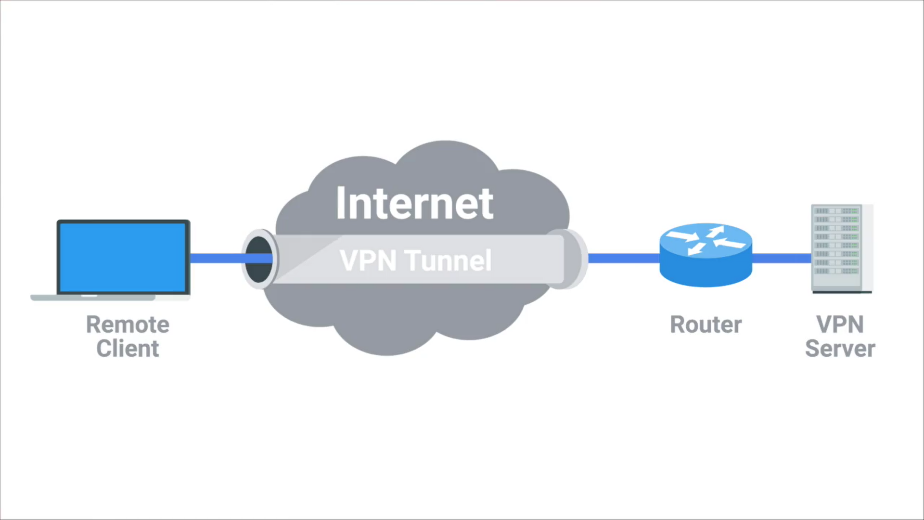 Internet
VPN Tunnel
Remote
Client
Router
VPN
Server